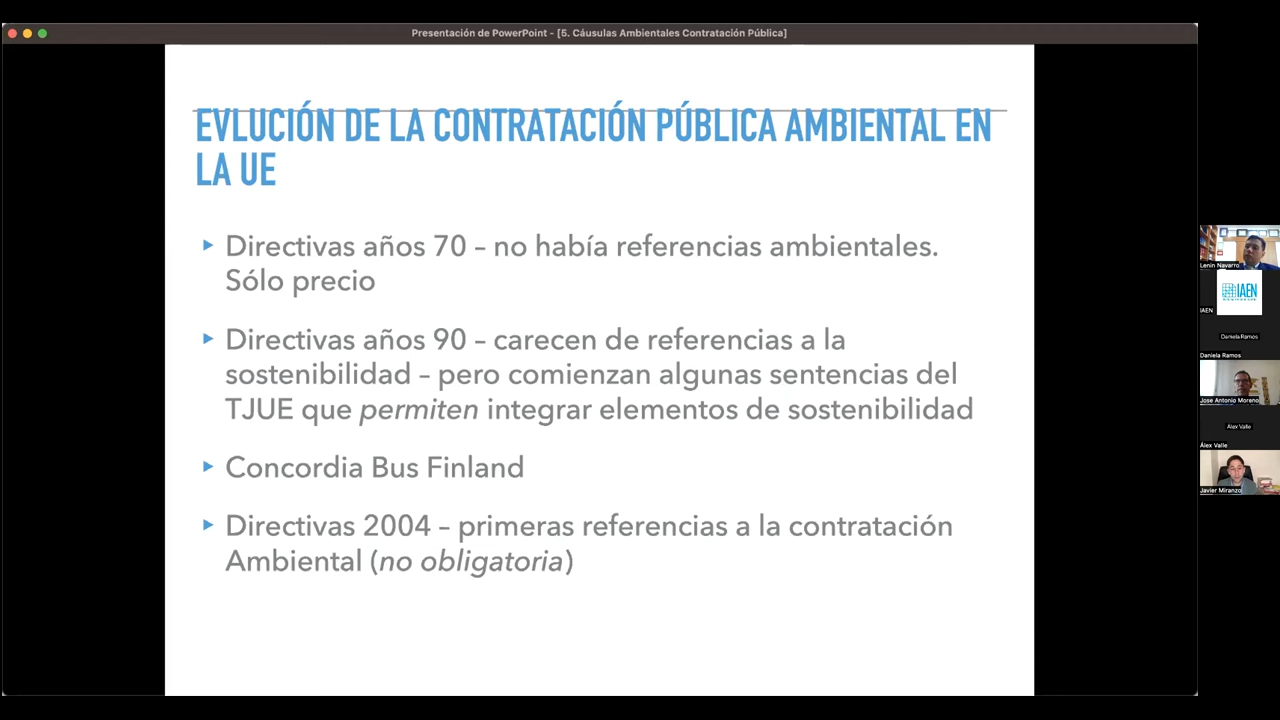 Presentación de PowerPoint - [5. Cáusulas Ambientales Contratación Pública]
EVLUCIÓN DE LA CONTRATACIÓN PÚBLICA AMBIENTAL EN
LA UE
Directivas años 70 – no había referencias ambientales.
Sólo precio
Directivas años 90 – carecen de referencias a la
sostenibilidad – pero comienzan algunas sentencias del
TJUE que permiten integrar elementos de sostenibilidad
Concordia Bus Finland
Directivas 2004 – primeras referencias a la contratación
Ambiental (no obligatoria)
Lenin Navarro
IAEN
IAEN
Daniela Ramos
Daniela Ramos
Jose Antonio Moreno
Álex Valle
Álex Valle
Javier Miranzo